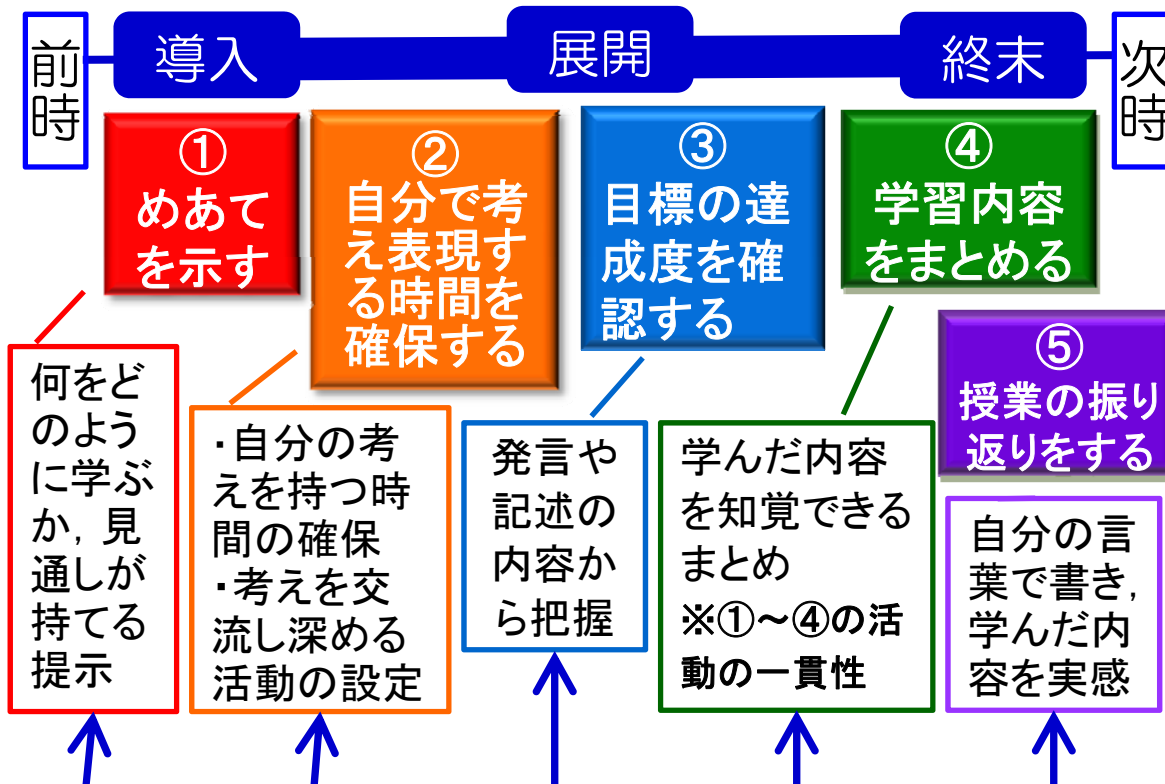 前時
導入
展開
終末
次時
①
めあて
を示す
②
自分で考
え表現す
る時間を
確保する
③
目標の達
成度を確
認する
④
学習内容
をまとめる
⑤
授業の振り
返りをする
何をど
のよう
に学ぶ
か，見
通しが
持てる
提示
・自分の考
えを持つ時
間の確保
・考えを交
流し深める
活動の設定
発言や
記述の
内容か
ら把握
学んだ内容
を知覚できる
まとめ
※①～④の活
動の一貫性
自分の言
葉で書き，
学んだ内
容を実感